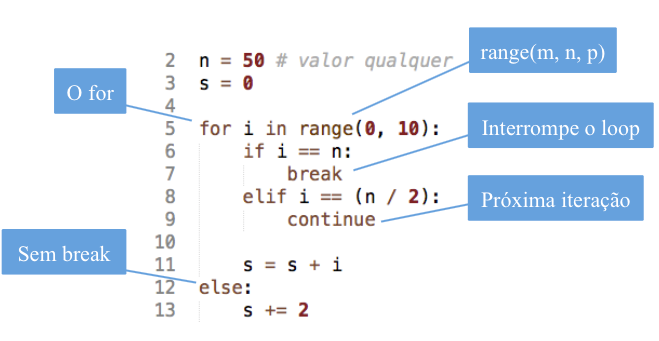 range(m, n, p)
2 n = 50 # valor qualquer
3 s = 0
O for
4
5 for i in range(0, 10):
Interrompe o loop
6 if i == n:
7 break
8 elif i == (n / 2):
Próxima iteração
9 continue
10
Sem break
11 s = s + i
12 else:
13 s += 2